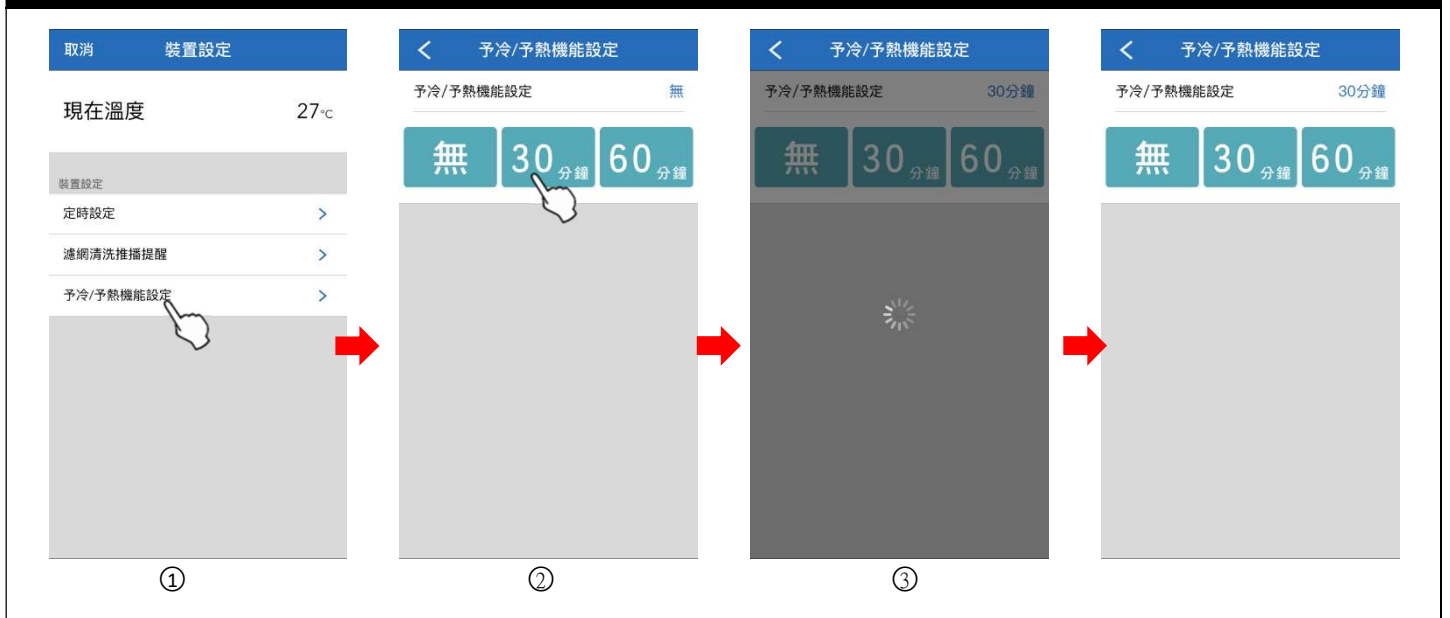 取消 裝置設定
現在溫度 27℃
裝置設定
定時設定 >
濾網清洗推播提醒 >
予冷/予熱機能設定 >
①
< 予冷/予熱機能設定
予冷/予熱機能設定 無
無 30分鐘 60分鐘
②
< 予冷/予熱機能設定
予冷/予熱機能設定 30分鐘
無 30分鐘 60分鐘
③
< 予冷/予熱機能設定
予冷/予熱機能設定 30分鐘
無 30分鐘 60分鐘